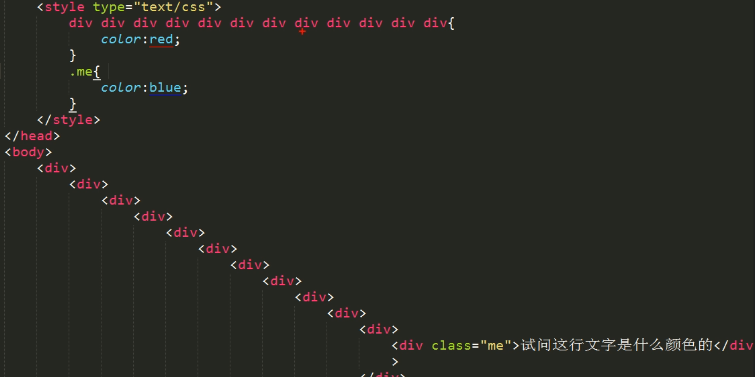 <style type="text/css">
div div div div div div div div div div div div{
color:red;
}
.me{
color:blue;
}
</style>
</head>
<body>
<div>
<div>
<div>
<div>
<div>
<div>
<div>
<div>
<div>
<div>
<div>
<div class="me">试问这行文字是什么颜色的</div
>
</div>